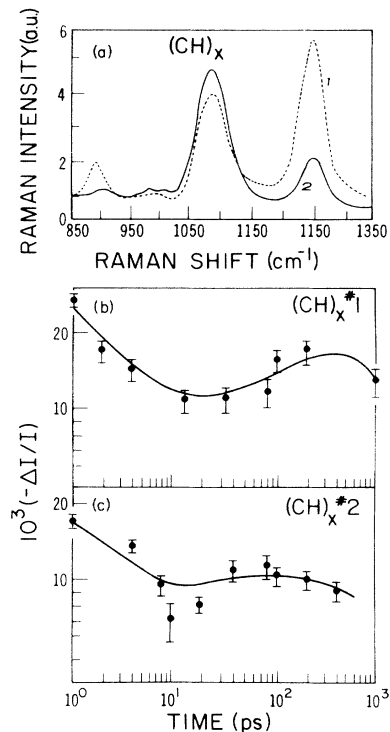 RAMAN INTENSITY(a.u.)
6
4
2
0
(a)
(CH)x
1
2
850 950 1050 1150 1150 1350
RAMAN SHIFT (cm⁻¹)
10³(-ΔI/I)
(b)
(CH)x#1
20
10
(c)
(CH)x#2
20
10
10⁰ 10¹ 10² 10³
TIME (ps)